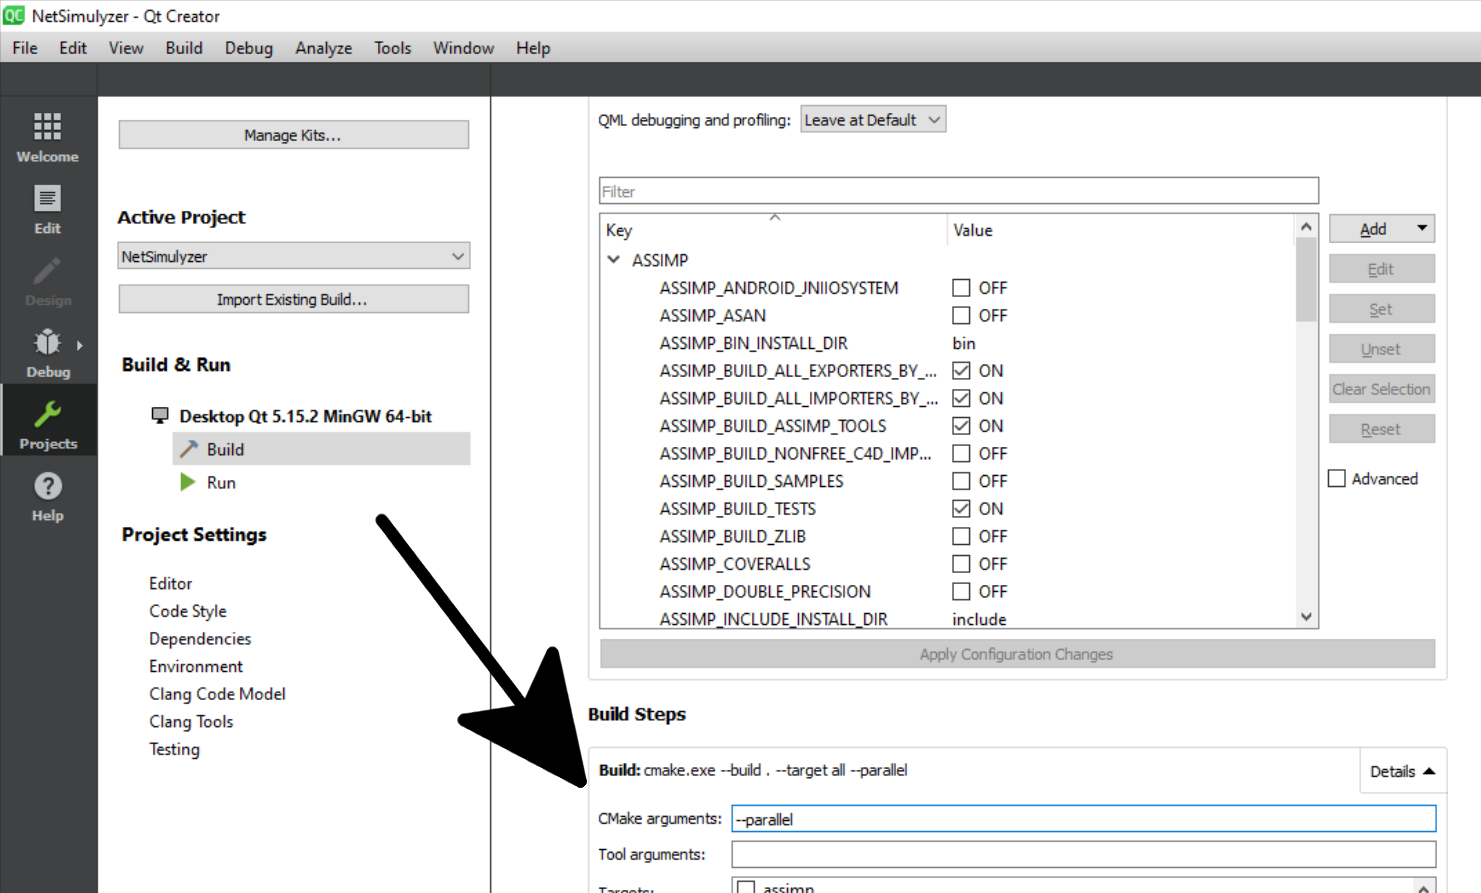 QC NetSimulyzer - Qt Creator
File Edit View Build Debug Analyze Tools Window Help
Welcome
Edit
Design
Debug
Projects
Help
Manage Kits...
Active Project
NetSimulyzer
Import Existing Build...
Build & Run
Desktop Qt 5.15.2 MinGW 64-bit
Build
Run
Project Settings
Editor
Code Style
Dependencies
Environment
Clang Code Model
Clang Tools
Testing
QML debugging and profiling: Leave at Default
Filter
Key Value
ASSIMP
ASSIMP_ANDROID_JNIIOSYSTEM OFF
ASSIMP_ASAN OFF
ASSIMP_BIN_INSTALL_DIR bin
ASSIMP_BUILD_ALL_EXPORTERS_BY_... ON
ASSIMP_BUILD_ALL_IMPORTERS_BY_... ON
ASSIMP_BUILD_ASSIMP_TOOLS ON
ASSIMP_BUILD_NONFREE_C4D_IMP... OFF
ASSIMP_BUILD_SAMPLES OFF
ASSIMP_BUILD_TESTS ON
ASSIMP_BUILD_ZLIB OFF
ASSIMP_COVERALLS OFF
ASSIMP_DOUBLE_PRECISION OFF
ASSIMP_INCLUDE_INSTALL_DIR include
Add
Edit
Set
Unset
Clear Selection
Reset
Advanced
Apply Configuration Changes
Build Steps
Build: cmake.exe --build . --target all --parallel
Details
CMake arguments: --parallel
Tool arguments:
Targets: assimp